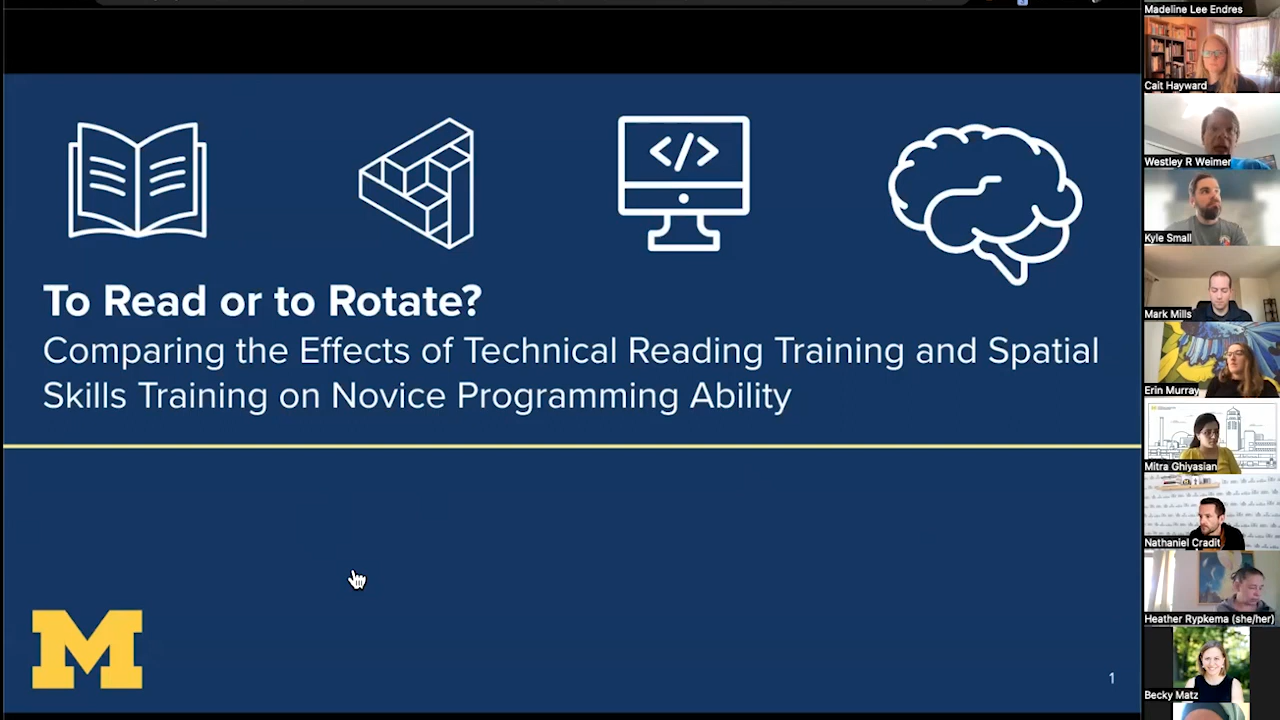 </>
To Read or to Rotate?
Comparing the Effects of Technical Reading Training and Spatial
Skills Training on Novice Programming Ability
M
1
Madeline Lee Endres
Cait Hayward
Westley R Weimer
Kyle Small
Mark Mills
Erin Murray
Mitra Ghiyasian
Nathaniel Cradit
Heather Rypkema (she/her)
Becky Matz